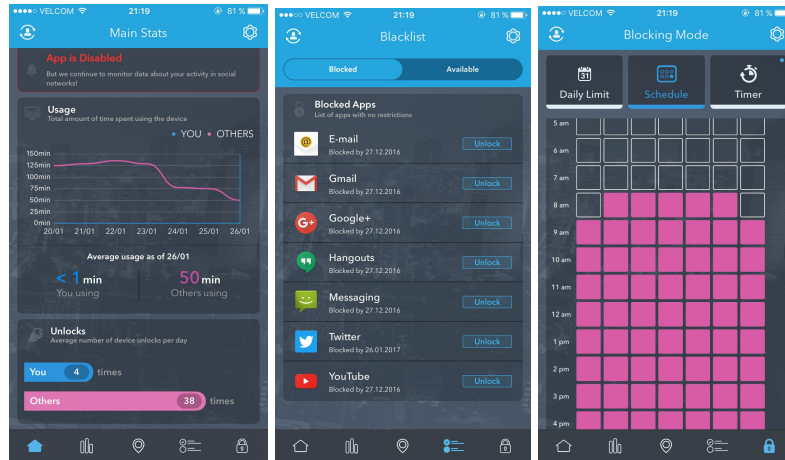 VELCOM
21:19
81 %
Main Stats
App is Disabled
But we continue to monitor data about your activity in social
networks!
Usage
Total amount of time spent using the device
YOU • OTHERS
150min
125min
100min
75min
50min
25min
0min
20/01 21/01 22/01 23/01 24/01 25/01 26/01
Average usage as of 26/01
< 1 min
50 min
You using
Others using
Unlocks
Average number of device unlocks per day
You 4 times
Others 38 times
VELCOM
21:19
81 %
Blacklist
Blocked
Available
Blocked Apps
List of apps with no restrictions
E-mail
Blocked by 27.12.2016
Unlock
Gmail
Blocked by 27.12.2016
Unlock
G+
Google+
Blocked by 27.12.2016
Unlock
Hangouts
Blocked by 27.12.2016
Unlock
Messaging
Blocked by 27.12.2016
Unlock
Twitter
Blocked by 26.01.2017
Unlock
YouTube
Blocked by 27.12.2016
Unlock
VELCOM
21:19
81 %
Blocking Mode
31
Daily Limit
Schedule
Timer
5 am
6 am
7 am
8 am
9 am
10 am
11 am
12 am
1 pm
2 pm
3 pm
4 pm